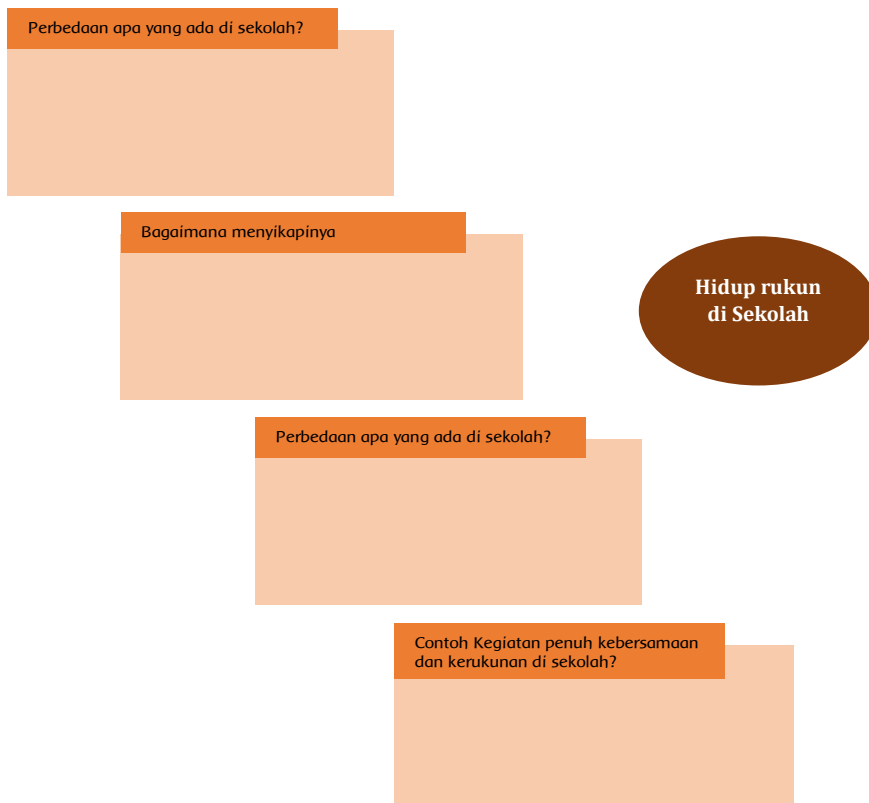 Perbedaan apa yang ada di sekolah?
Bagaimana menyikapinya
Hidup rukun
di Sekolah
Perbedaan apa yang ada di sekolah?
Contoh Kegiatan penuh kebersamaan
dan kerukunan di sekolah?